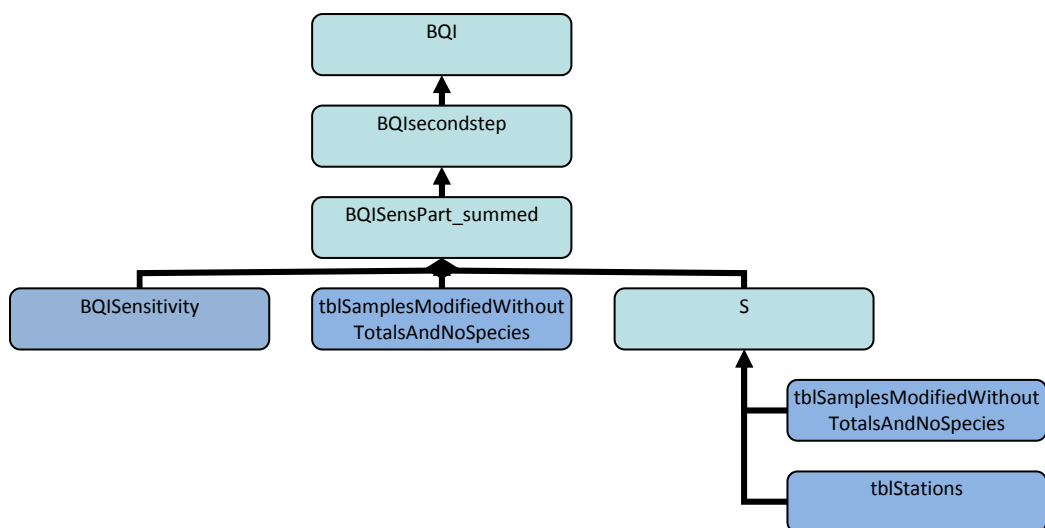 BQI
BQIsecondstep
BQISensPart_summed
BQISensitivity
tblSamplesModifiedWithout
TotalsAndNoSpecies
S
tblSamplesModifiedWithout
TotalsAndNoSpecies
tblStations